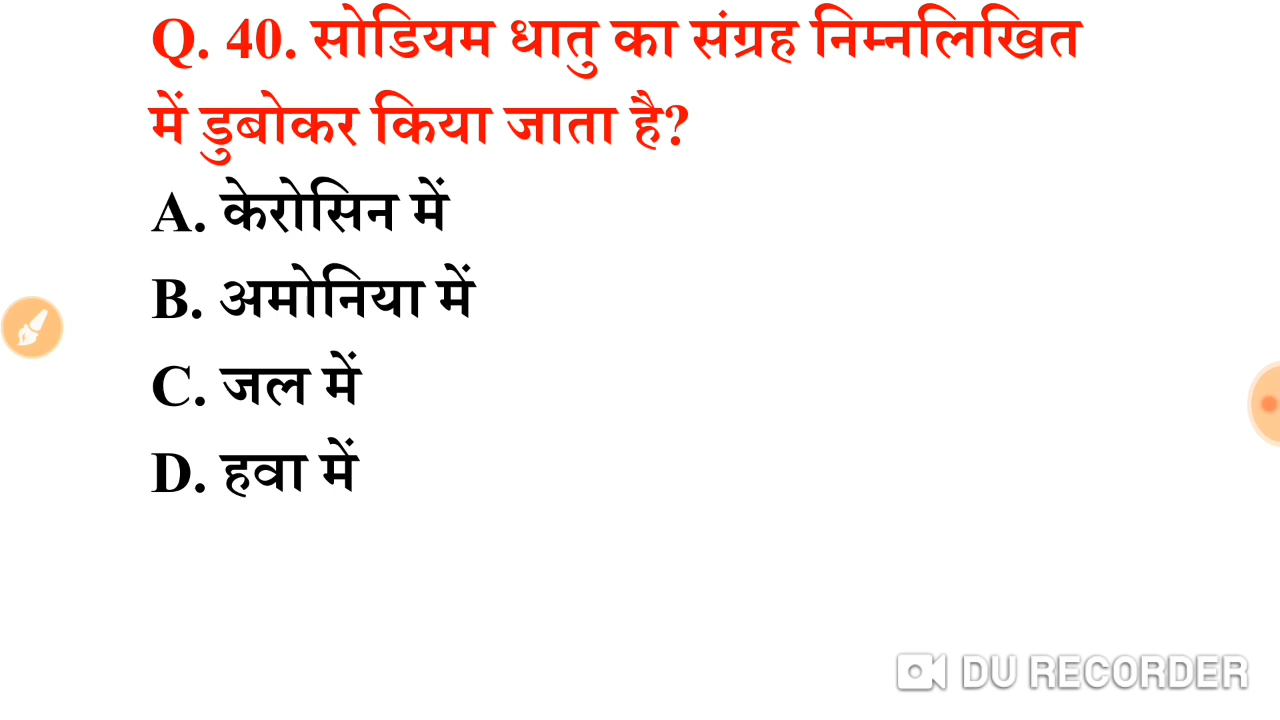 Q. 40. सोडियम धातु का संग्रह निम्नलिखित
में डुबोकर किया जाता है?
A. केरोसिन में
B. अमोनिया में
C. जल में
D. हवा में
DU RECORDER